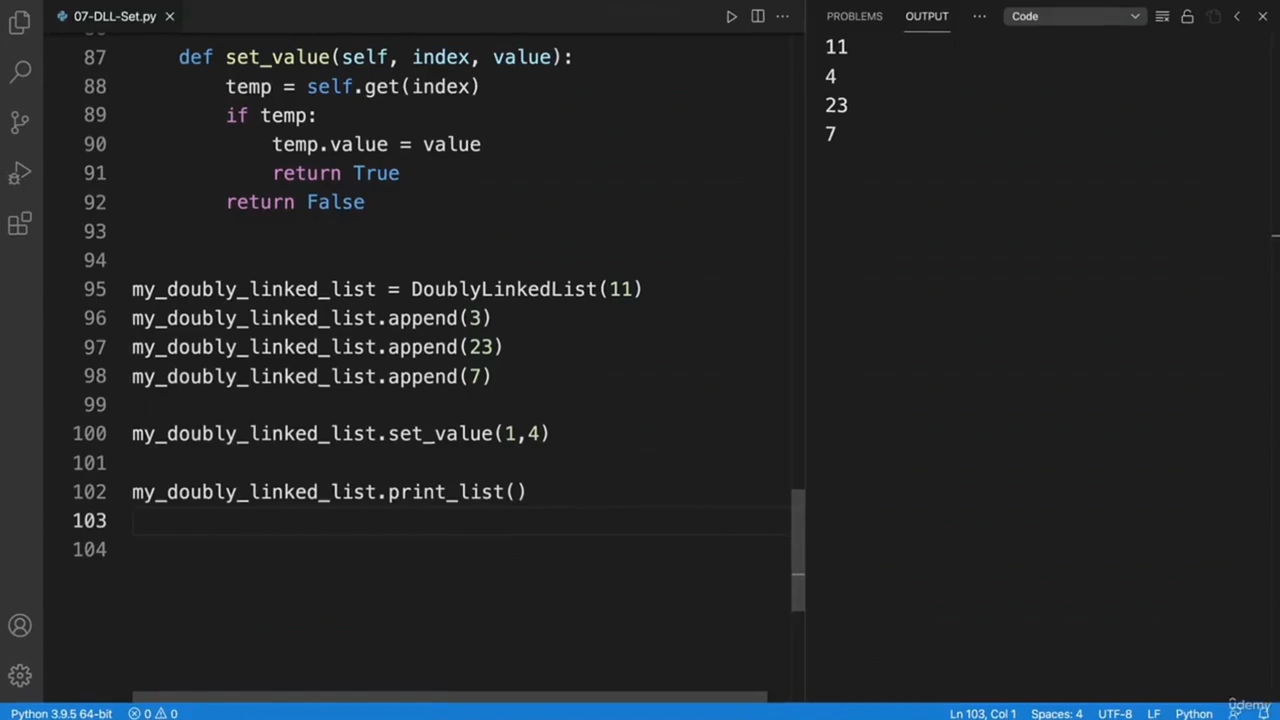 07-DLL-Set.py
PROBLEMS OUTPUT Code
87 def set_value(self, index, value):
88 temp = self.get(index)
89 if temp:
90 temp.value = value
91 return True
92 return False
93
94
95 my_doubly_linked_list = DoublyLinkedList(11)
96 my_doubly_linked_list.append(3)
97 my_doubly_linked_list.append(23)
98 my_doubly_linked_list.append(7)
99
100 my_doubly_linked_list.set_value(1,4)
101
102 my_doubly_linked_list.print_list()
103
104
11
4
23
7
Python 3.9.5 64-bit 0 0 Ln 103, Col 1 Spaces: 4 UTF-8 LF Python
udemy